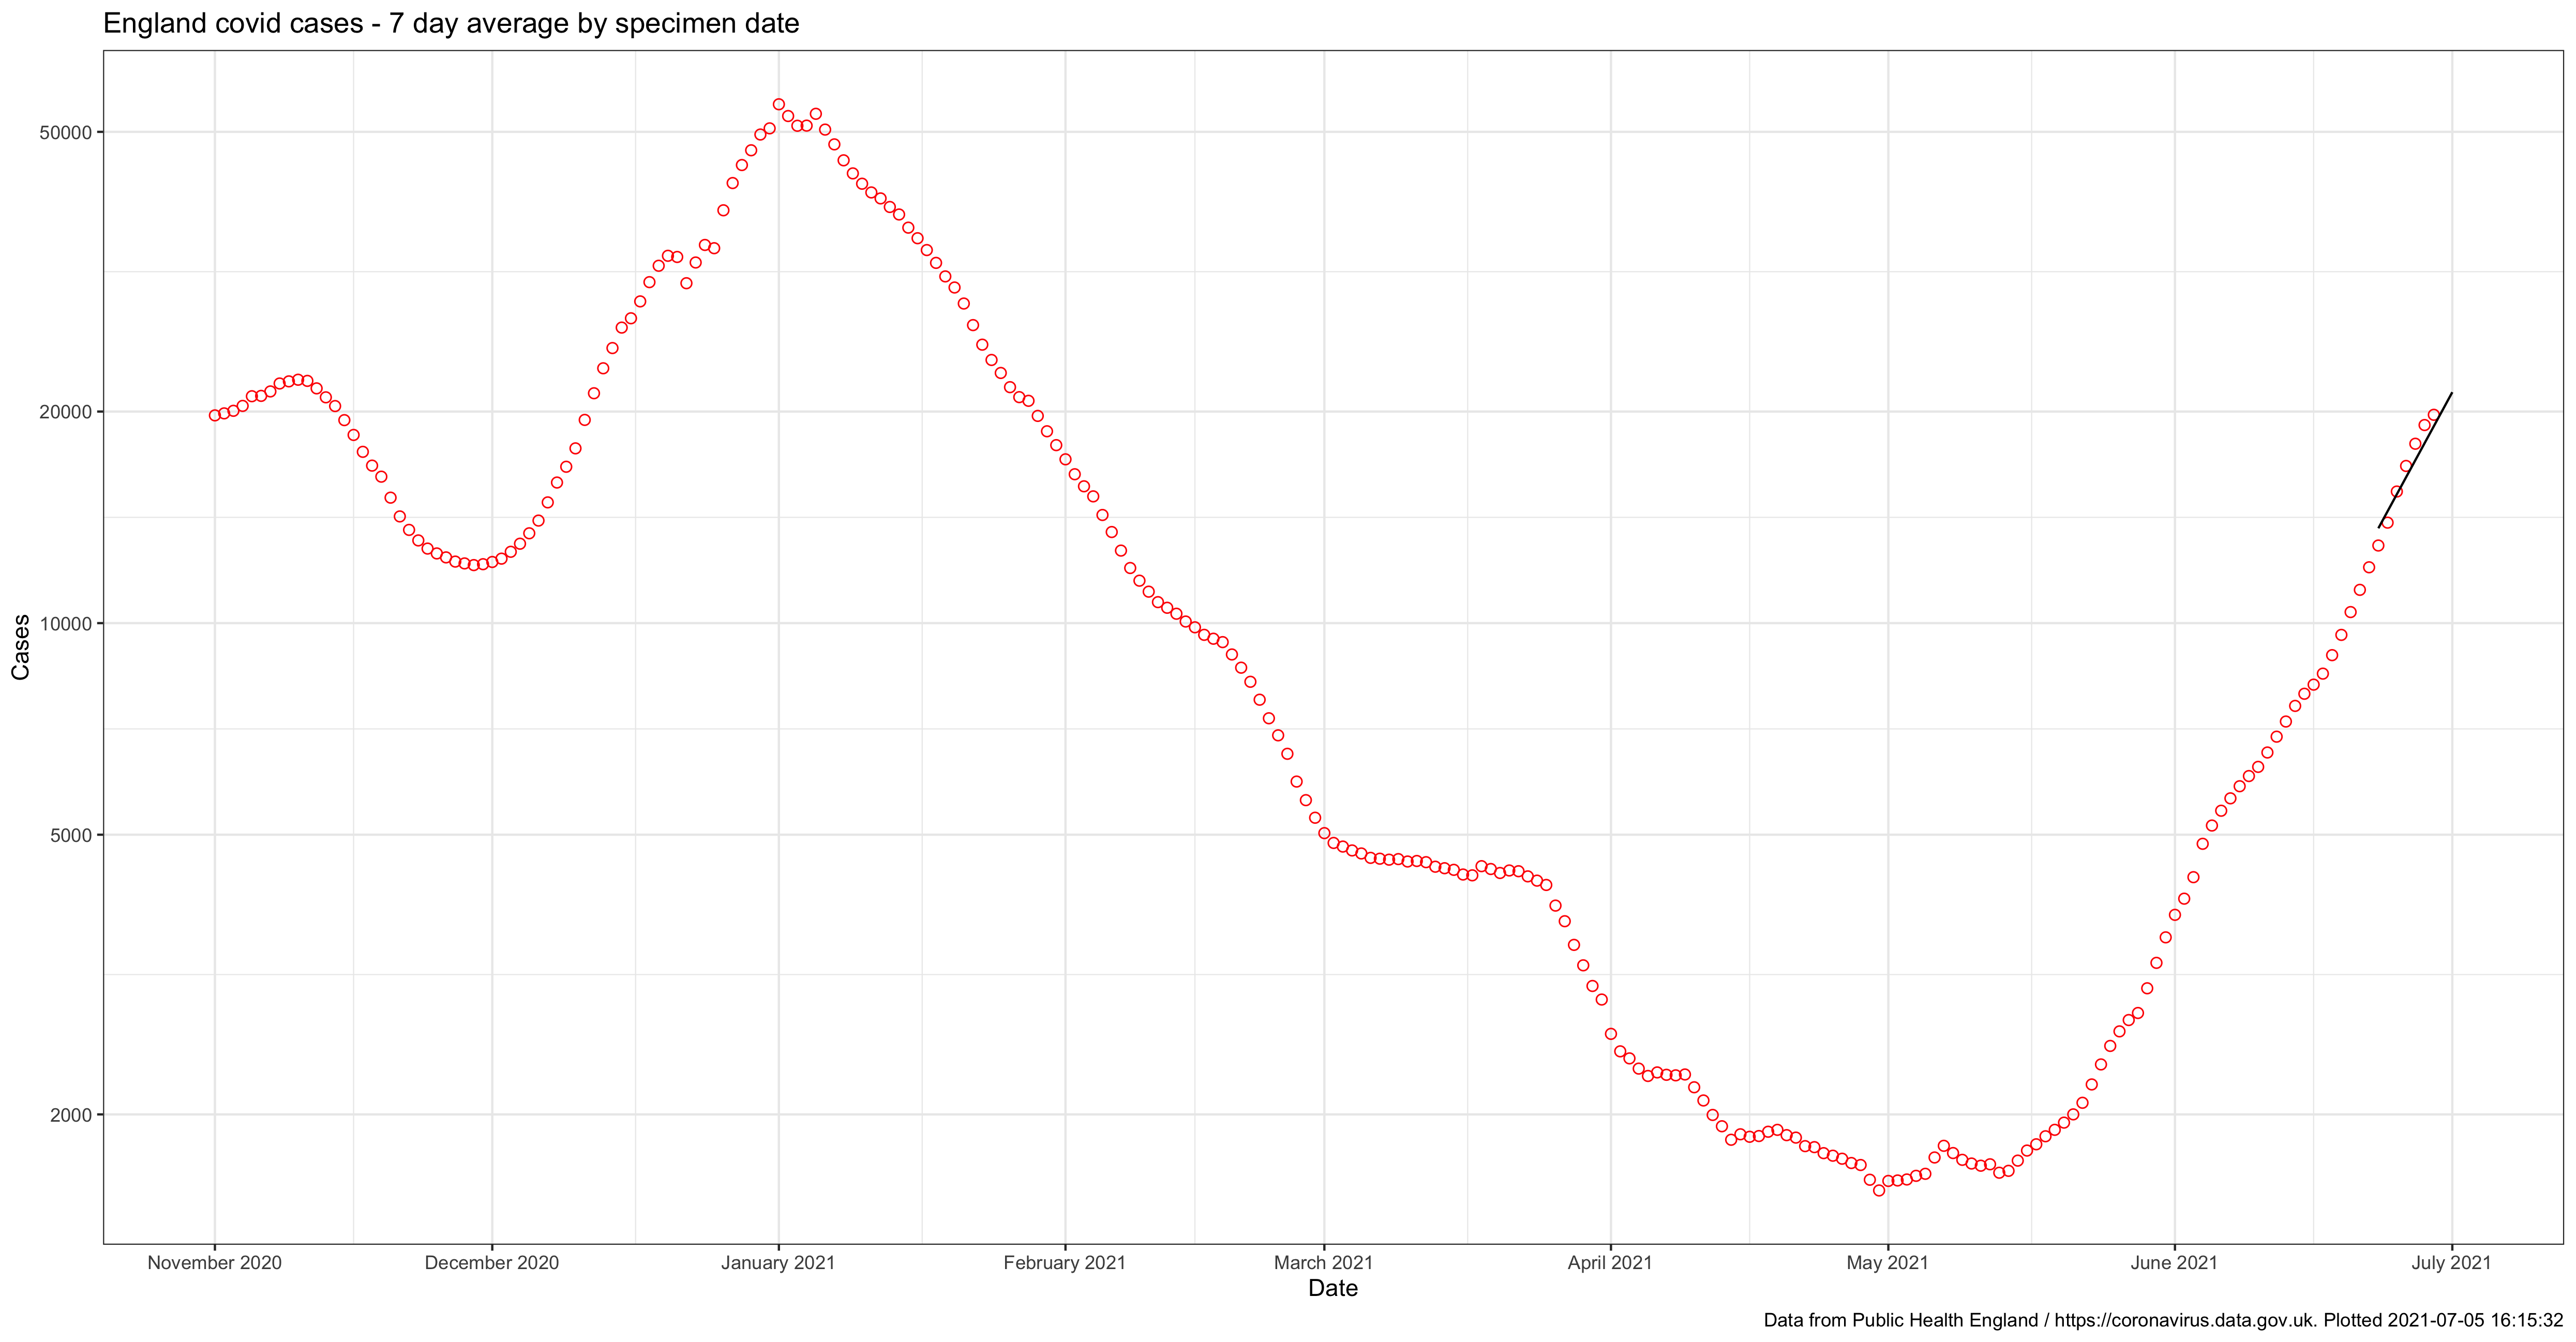 England covid cases - 7 day average by specimen date
50000
20000
10000
5000
2000
Cases
November 2020 December 2020 January 2021 February 2021 March 2021 April 2021 May 2021 June 2021 July 2021
Date
Data from Public Health England / https://coronavirus.data.gov.uk. Plotted 2021-07-05 16:15:32